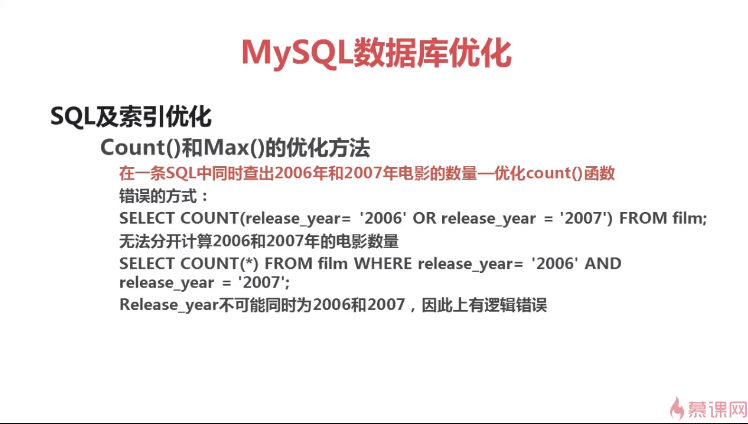 MySQL数据库优化
SQL及索引优化
Count()和Max()的优化方法
在一条SQL中同时查出2006年和2007年电影的数量—优化count()函数
错误的方式：
SELECT COUNT(release_year= '2006' OR release_year = '2007') FROM film;
无法分开计算2006和2007年的电影数量
SELECT COUNT(*) FROM film WHERE release_year= '2006' AND
release_year = '2007';
Release_year不可能同时为2006和2007，因此上有逻辑错误
慕课网